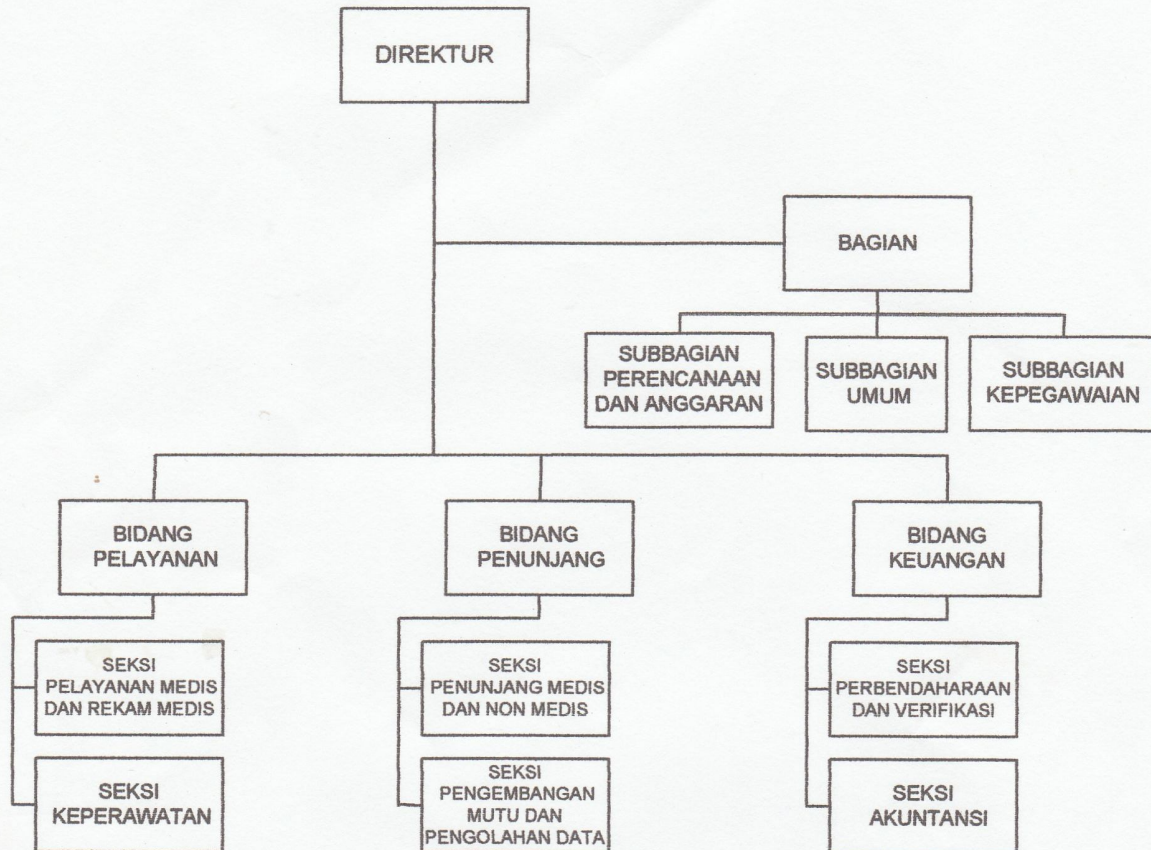 DIREKTUR
BAGIAN
SUBBAGIAN
PERENCANAAN
DAN ANGGARAN
SUBBAGIAN
UMUM
SUBBAGIAN
KEPEGAWAIAN
BIDANG
PELAYANAN
BIDANG
PENUNJANG
BIDANG
KEUANGAN
SEKSI
PELAYANAN MEDIS
DAN REKAM MEDIS
SEKSI
PENUNJANG MEDIS
DAN NON MEDIS
SEKSI
PERBENDAHARAAN
DAN VERIFIKASI
SEKSI
KEPERAWATAN
SEKSI
PENGEMBANGAN
MUTU DAN
PENGOLAHAN DATA
SEKSI
AKUNTANSI